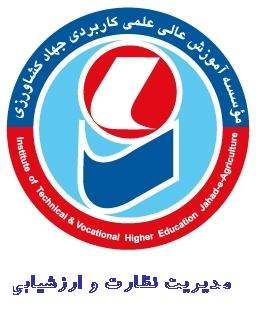 مؤسسه آموزش عالی علمی کاربردی جهاد کشاورزی
Institute of Technical & Vocational Higher Education Jahad-e-Agriculture
مدیریت نظارت و ارزشیابی